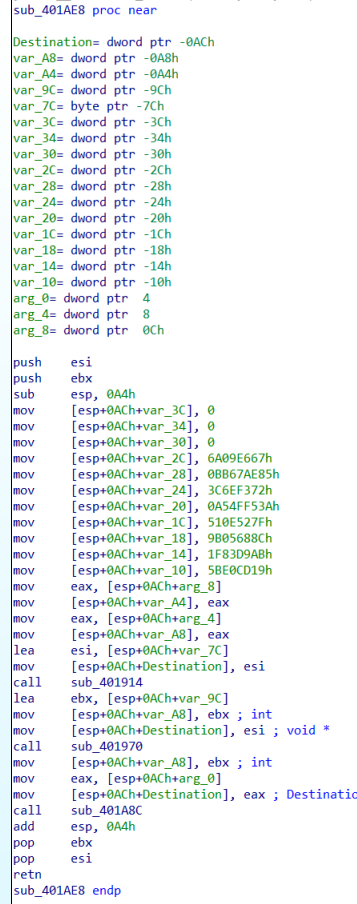 sub_401AE8 proc near
Destination= dword ptr -0ACh
var_A8= dword ptr -0A8h
var_A4= dword ptr -0A4h
var_9C= dword ptr -9Ch
var_7C= byte ptr -7Ch
var_3C= dword ptr -3Ch
var_34= dword ptr -34h
var_30= dword ptr -30h
var_2C= dword ptr -2Ch
var_28= dword ptr -28h
var_24= dword ptr -24h
var_20= dword ptr -20h
var_1C= dword ptr -1Ch
var_18= dword ptr -18h
var_14= dword ptr -14h
var_10= dword ptr -10h
arg_0= dword ptr  4
arg_4= dword ptr  8
arg_8= dword ptr  0Ch
push    esi
push    ebx
sub     esp, 0A4h
mov     [esp+0ACh+var_3C], 0
mov     [esp+0ACh+var_34], 0
mov     [esp+0ACh+var_30], 0
mov     [esp+0ACh+var_2C], 6A09E667h
mov     [esp+0ACh+var_28], 0BB67AE85h
mov     [esp+0ACh+var_24], 3C6EF372h
mov     [esp+0ACh+var_20], 0A54FF53Ah
mov     [esp+0ACh+var_1C], 510E527Fh
mov     [esp+0ACh+var_18], 9B05688Ch
mov     [esp+0ACh+var_14], 1F83D9ABh
mov     [esp+0ACh+var_10], 5BE0CD19h
mov     eax, [esp+0ACh+arg_8]
mov     [esp+0ACh+var_A4], eax
mov     eax, [esp+0ACh+arg_4]
mov     [esp+0ACh+var_A8], eax
lea     esi, [esp+0ACh+var_7C]
mov     [esp+0ACh+Destination], esi
call    sub_401914
lea     ebx, [esp+0ACh+var_9C]
mov     [esp+0ACh+var_A8], ebx ; int
mov     [esp+0ACh+Destination], esi ; void *
call    sub_401970
mov     [esp+0ACh+var_A8], ebx ; int
mov     eax, [esp+0ACh+arg_0]
mov     [esp+0ACh+Destination], eax ; Destinatio
call    sub_401A8C
add     esp, 0A4h
pop     ebx
pop     esi
retn
sub_401AE8 endp